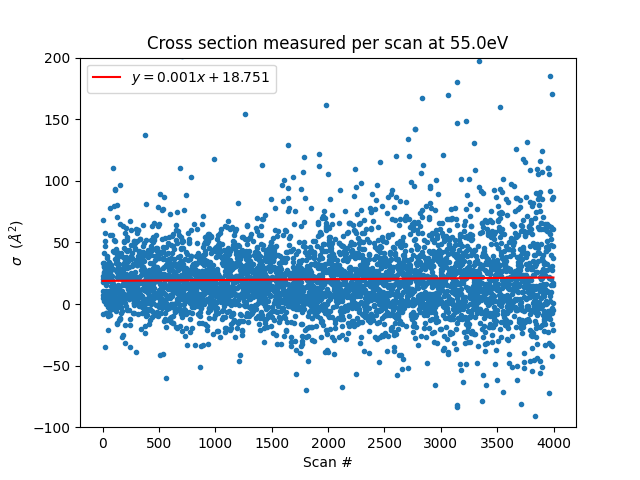 Cross section measured per scan at 55.0eV
y = 0.001x + 18.751
200
150
100
50
0
−50
−100
σ (Å²)
0 500 1000 1500 2000 2500 3000 3500 4000
Scan #